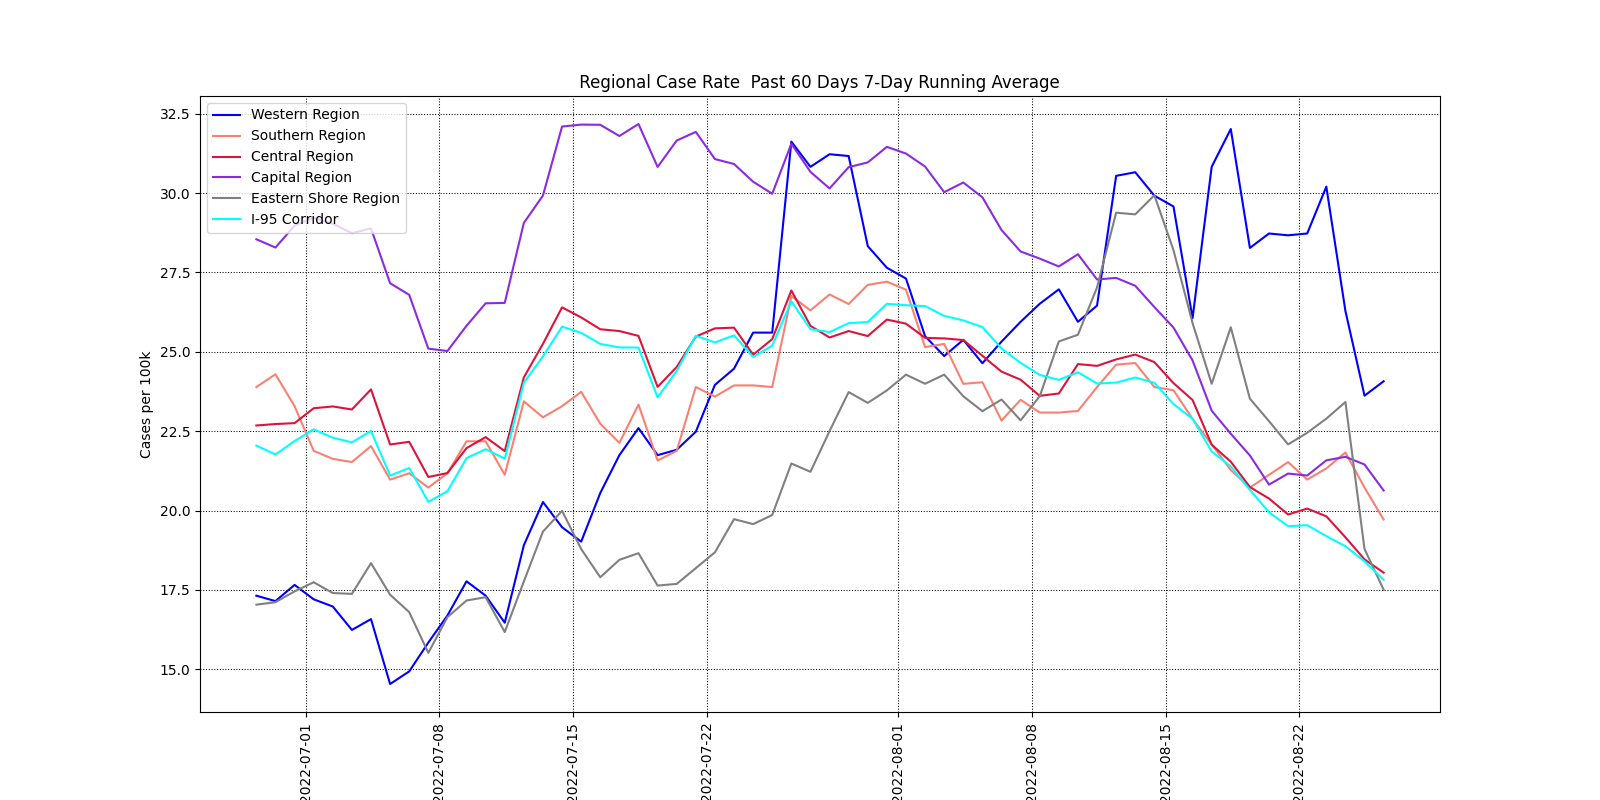 Regional Case Rate  Past 60 Days 7-Day Running Average
32.5
30.0
27.5
25.0
22.5
20.0
17.5
15.0
Cases per 100k
Western Region
Southern Region
Central Region
Capital Region
Eastern Shore Region
I-95 Corridor
2022-07-01
2022-07-08
2022-07-15
2022-07-22
2022-08-01
2022-08-08
2022-08-15
2022-08-22